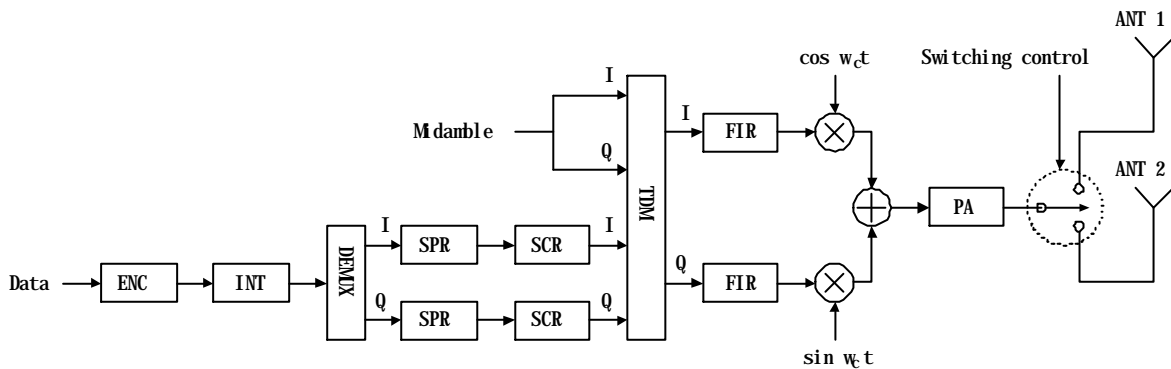 ANT 1
cos wct
Switching control
I
I
Midamble
FIR
Q
ANT 2
TDM
PA
I
I
SPR
SCR
DEMUX
Q
Data
ENC
INT
FIR
Q
Q
SPR
SCR
sin wct